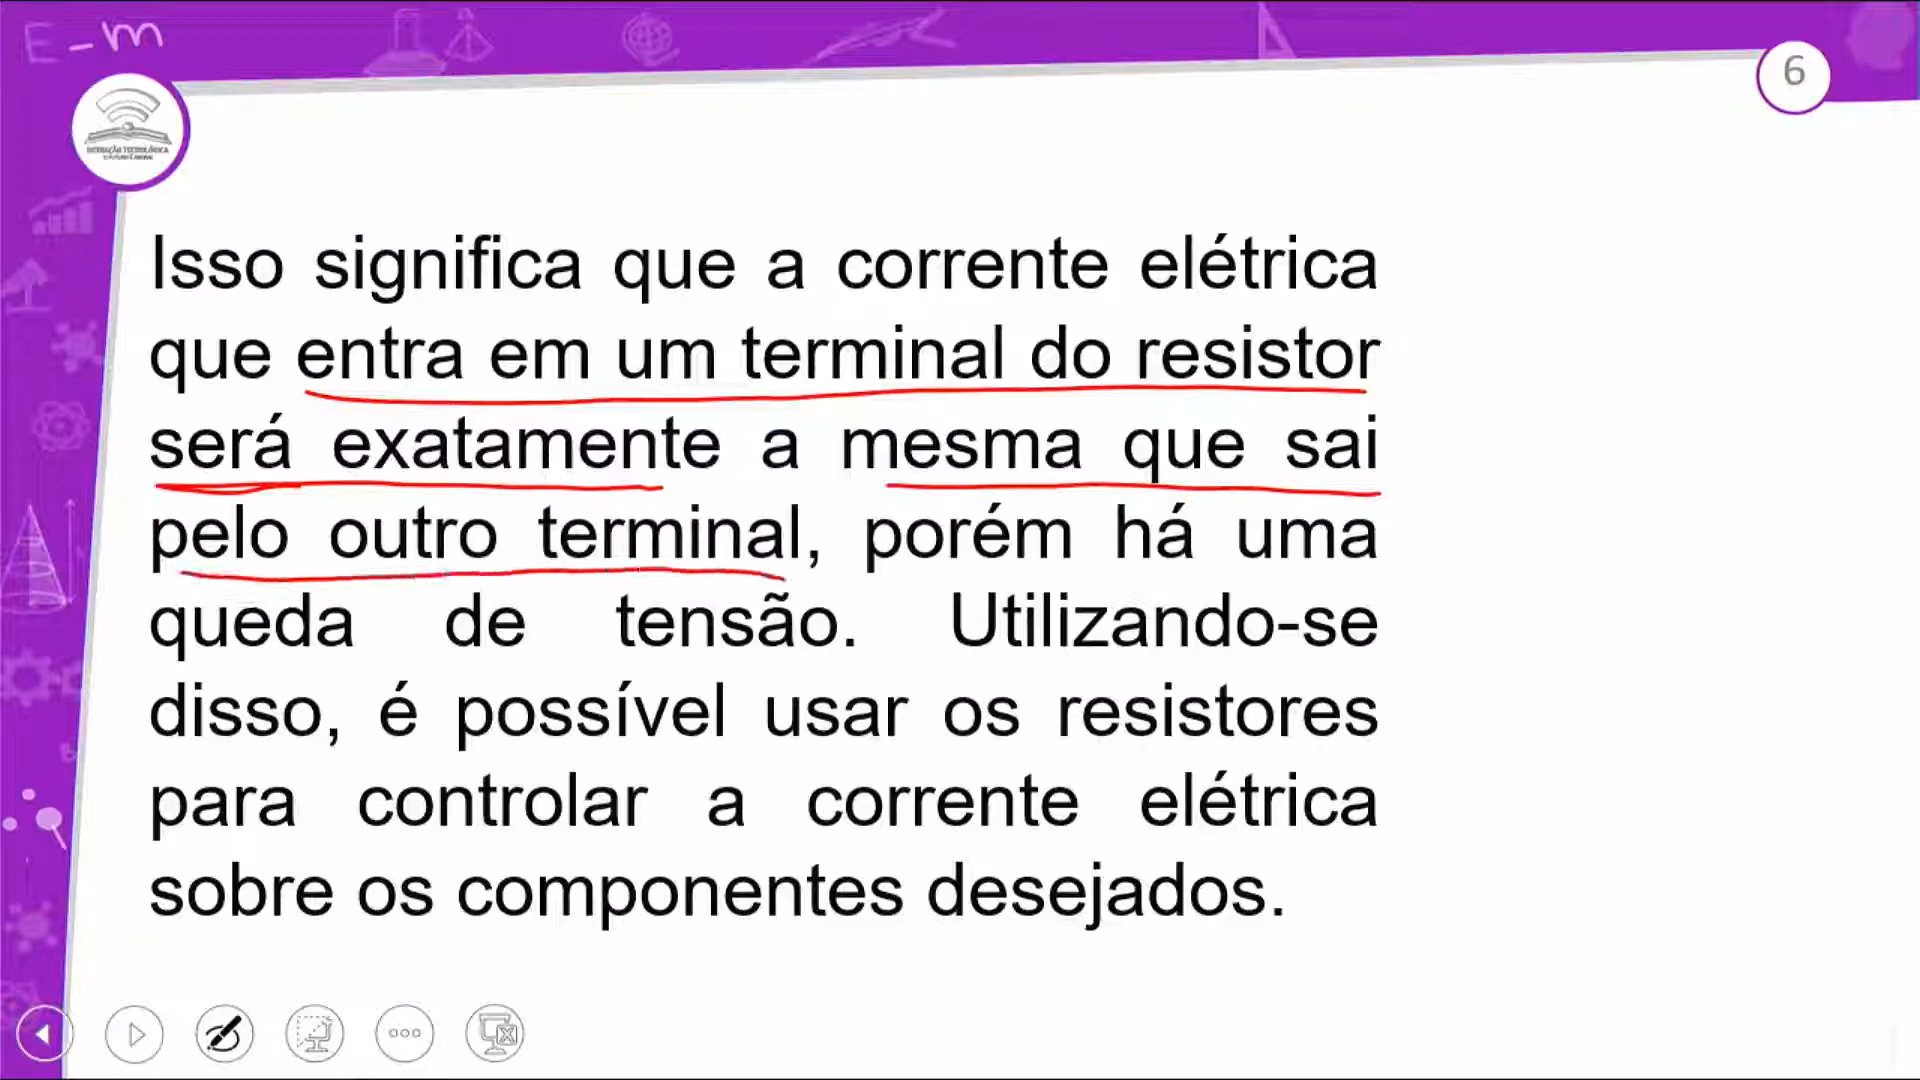 6
INTERAÇÃO TECNOLÓGICA
Isso significa que a corrente elétrica
que entra em um terminal do resistor
será exatamente a mesma que sai
pelo outro terminal, porém há uma
queda de tensão. Utilizando-se
disso, é possível usar os resistores
para controlar a corrente elétrica
sobre os componentes desejados.